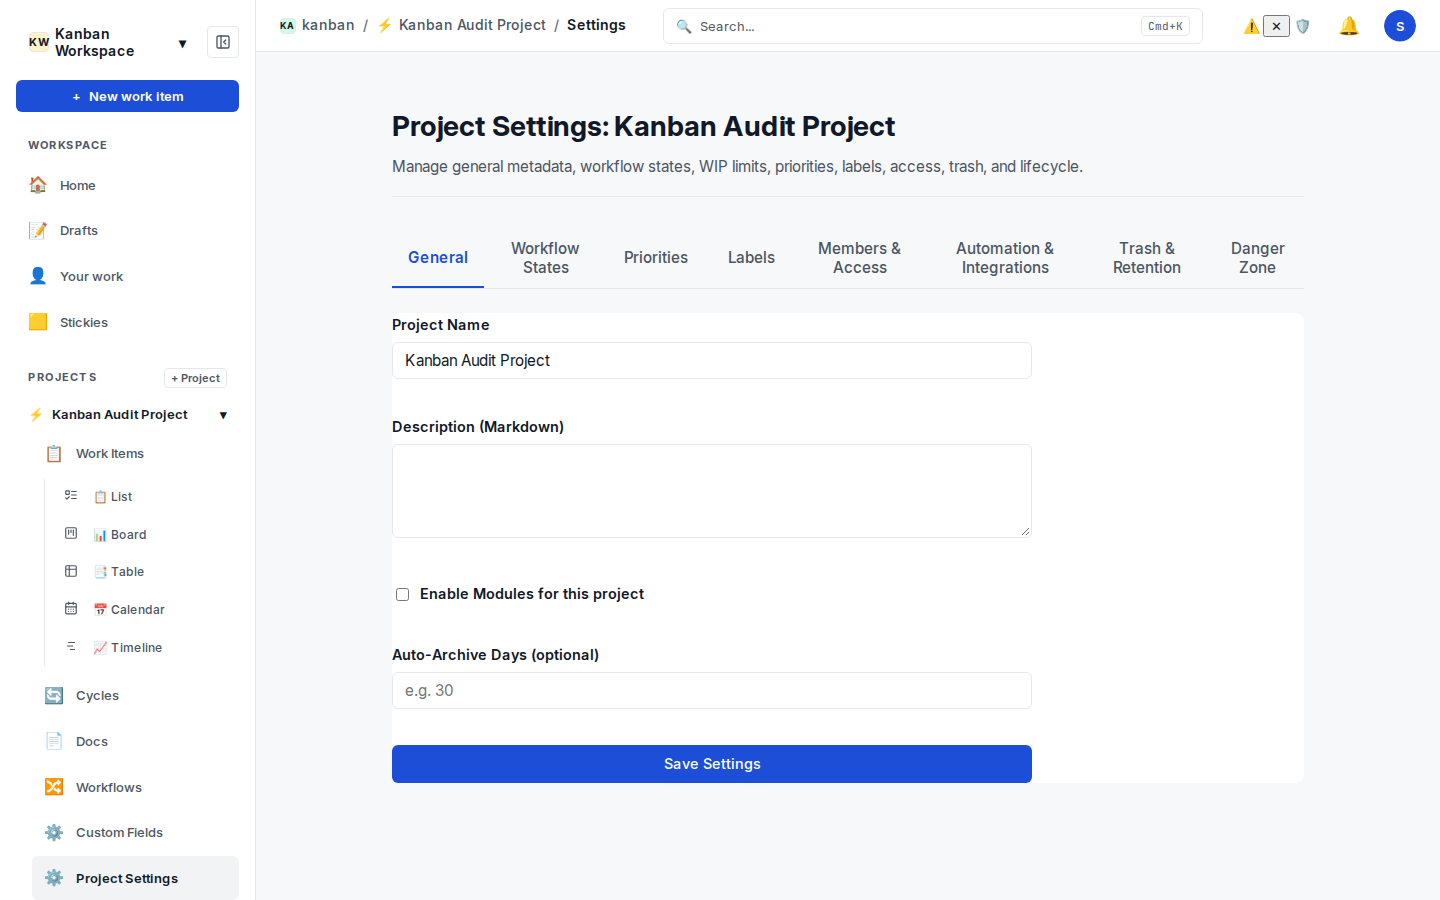 KW Kanban Workspace ▼
+ New work item
WORKSPACE
Home
Drafts
Your work
Stickies
PROJECTS
+ Project
Kanban Audit Project ▼
Work Items
List
Board
Table
Calendar
Timeline
Cycles
Docs
Workflows
Custom Fields
Project Settings
KA kanban / ⚡ Kanban Audit Project / Settings
Search...
Cmd+K
✕
S
Project Settings: Kanban Audit Project
Manage general metadata, workflow states, WIP limits, priorities, labels, access, trash, and lifecycle.
General
Workflow States
Priorities
Labels
Members & Access
Automation & Integrations
Trash & Retention
Danger Zone
Project Name
Kanban Audit Project
Description (Markdown)
Enable Modules for this project
Auto-Archive Days (optional)
e.g. 30
Save Settings